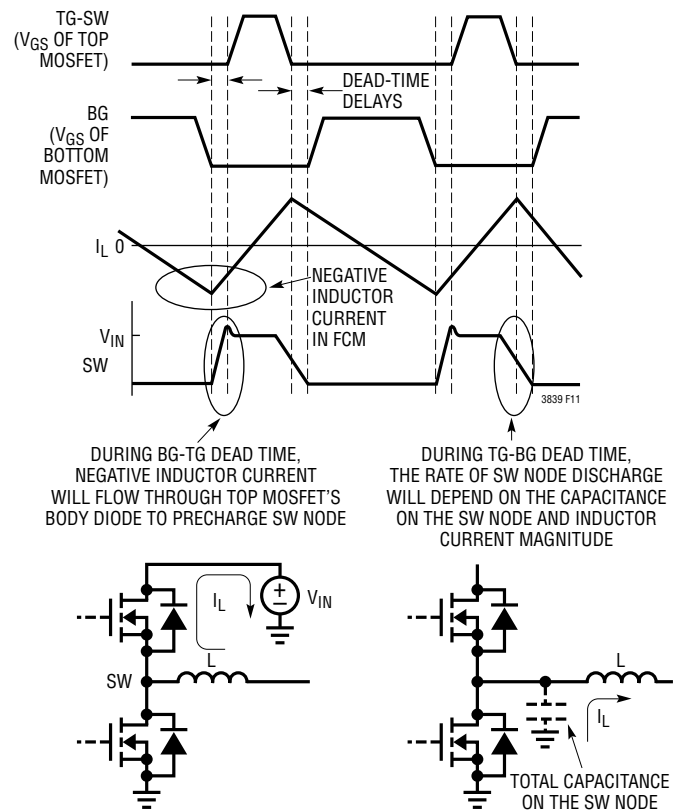 TG-SW
(VGS OF TOP
MOSFET)
DEAD-TIME
DELAYS
BG
(VGS OF
BOTTOM
MOSFET)
IL 0
NEGATIVE
INDUCTOR
CURRENT
IN FCM
VIN
SW
3839 F11
DURING BG-TG DEAD TIME,
NEGATIVE INDUCTOR CURRENT
WILL FLOW THROUGH TOP MOSFET'S
BODY DIODE TO PRECHARGE SW NODE
DURING TG-BG DEAD TIME,
THE RATE OF SW NODE DISCHARGE
WILL DEPEND ON THE CAPACITANCE
ON THE SW NODE AND INDUCTOR
CURRENT MAGNITUDE
IL
+
–
VIN
SW
L
L
IL
TOTAL CAPACITANCE
ON THE SW NODE